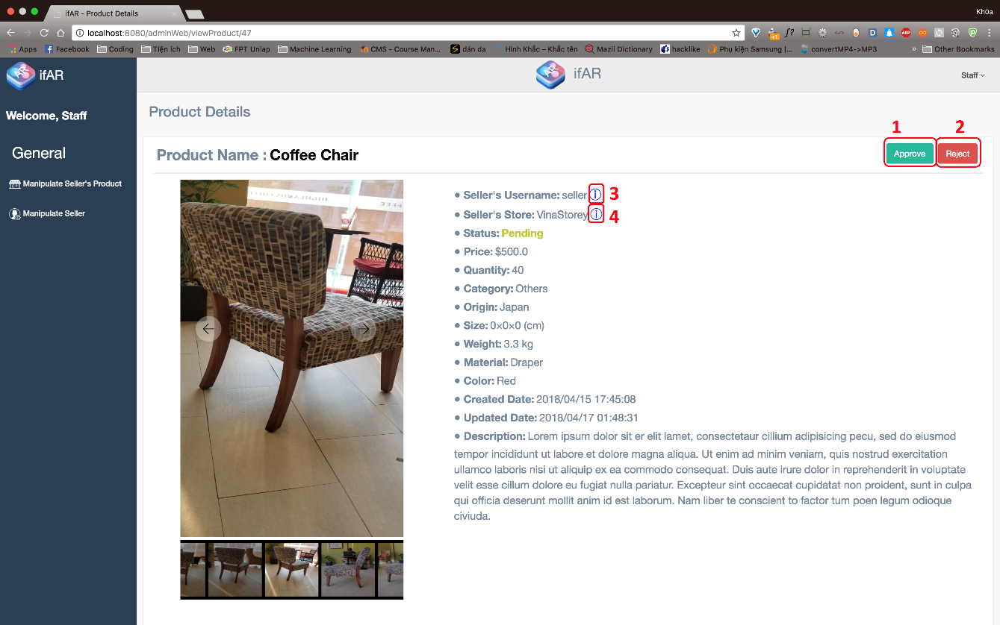 ifAR - Product Details
Kh0a
localhost:8080/adminWeb/viewProduct/47
Apps Facebook Coding Tiện ích Web FPT Uniap Machine Learning CMS - Course Man... dán da Hình Khắc – Khắc tên Mazii Dictionary hacklike Phụ kiện Samsung |... convertMP4->MP3 » Other Bookmarks
ifAR
ifAR
Staff
Welcome, Staff
General
Manipulate Seller's Product
Manipulate Seller
Product Details
1 2
Product Name : Coffee Chair
Approve Reject
• Seller's Username: seller 3
• Seller's Store: VinaStorey 4
• Status: Pending
• Price: $500.0
• Quantity: 40
• Category: Others
• Origin: Japan
• Size: 0×0×0 (cm)
• Weight: 3.3 kg
• Material: Draper
• Color: Red
• Created Date: 2018/04/15 17:45:08
• Updated Date: 2018/04/17 01:48:31
• Description: Lorem ipsum dolor sit er elit lamet, consectetaur cillium adipisicing pecu, sed do eiusmod
tempor incididunt ut labore et dolore magna aliqua. Ut enim ad minim veniam, quis nostrud exercitation
ullamco laboris nisi ut aliquip ex ea commodo consequat. Duis aute irure dolor in reprehenderit in voluptate
velit esse cillum dolore eu fugiat nulla pariatur. Excepteur sint occaecat cupidatat non proident, sunt in culpa
qui officia deserunt mollit anim id est laborum. Nam liber te conscient to factor tum poen legum odioque
civiuda.